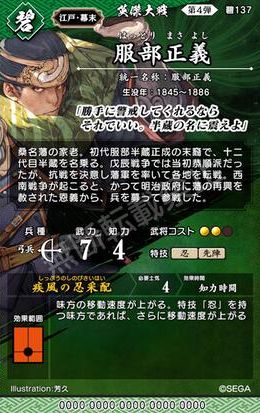 碧
江戸・幕末
英傑大戦
第4弾
碧137
はっとり まさよし
服部正義
統一名称：服部正義
生没年：1845～1886
「勝手に警戒してくれるなら
それでいい。半蔵の名に震えよ」
桑名藩の家老。初代服部半蔵正成の末裔で、十二
代目半蔵を名乗る。戊辰戦争では当初恭順派だっ
たが、抗戦を決意し藩軍を率いて各地を転戦。西
南戦争が起こると、かつて明治政府に藩の再興を
赦された恩義から、兵を募って参戦した。
兵種 武力 知力 武将コスト
弓兵 7 4 特技 忍 先陣
しっぷうのしのびさいはい
疾風の忍采配
必要士気 4
効果時間 知力時間
効果範囲
味方の移動速度が上がる。特技「忍」を持
つ味方であれば、さらに移動速度が上がる
Illustration:芳久
©SEGA
0000-0000-0000-0000-0000